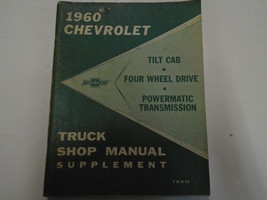 1960
CHEVROLET
TILT CAB
FOUR WHEEL DRIVE
POWERMATIC
TRANSMISSION
TRUCK
SHOP MANUAL
SUPPLEMENT